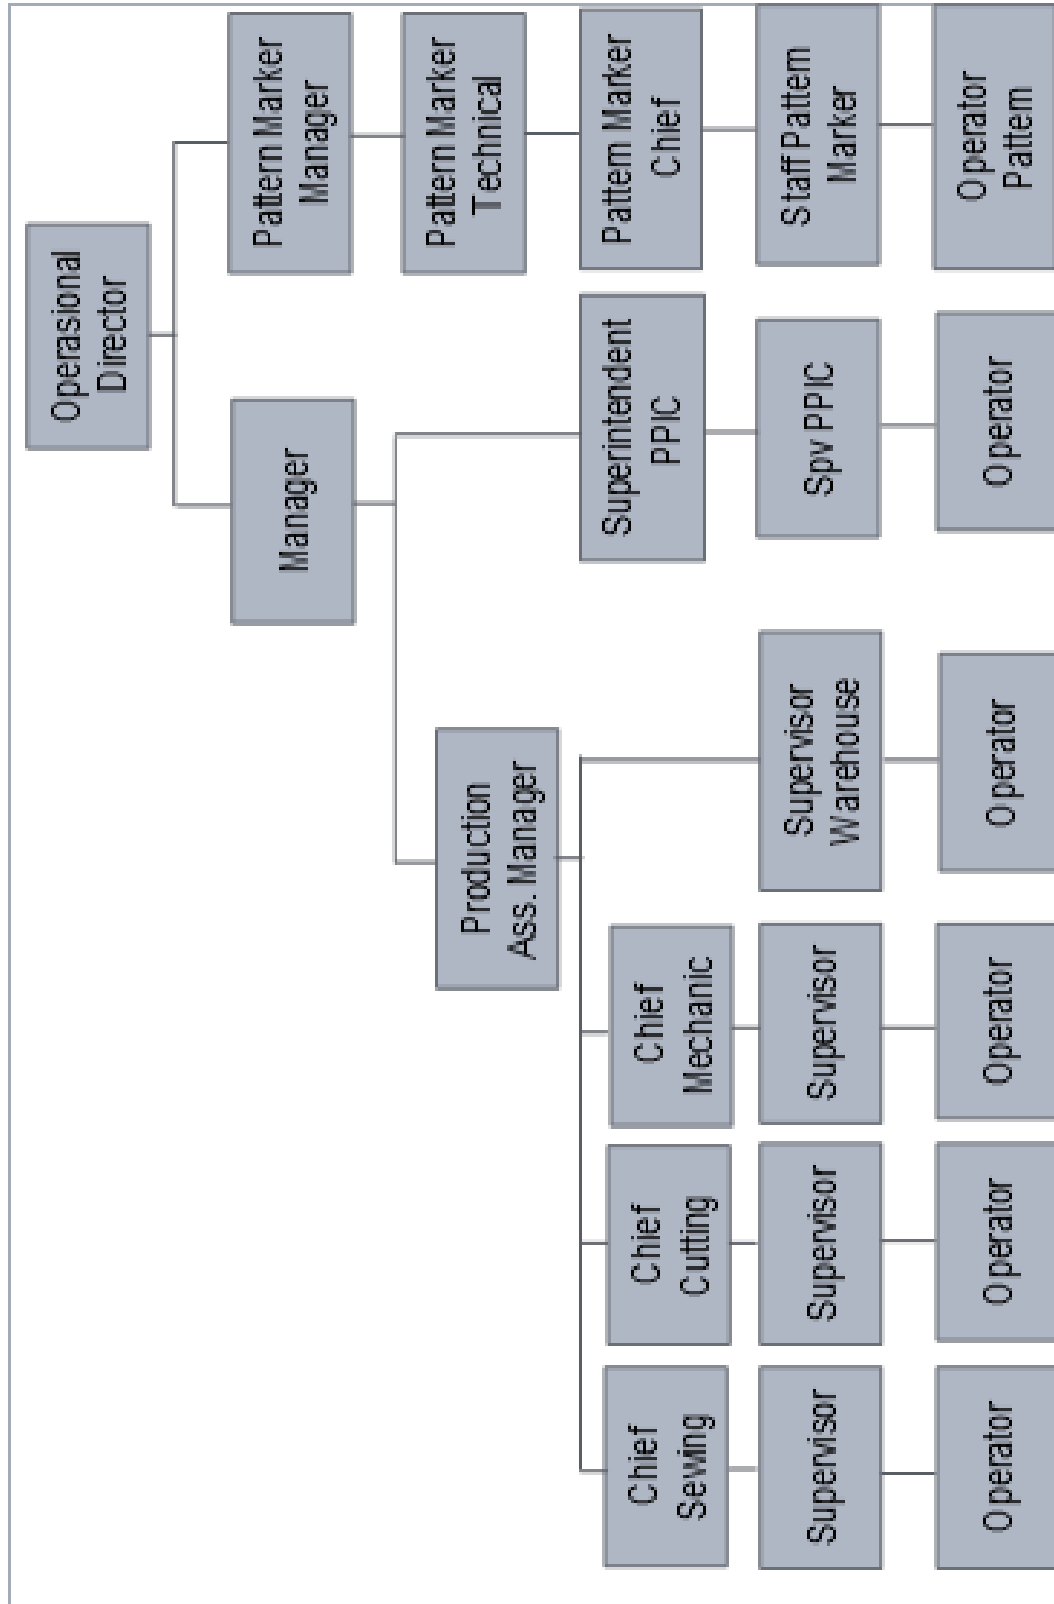 Operasional
Director
Manager
Pattern Marker
Manager
Pattern Marker
Technical
Production
Ass. Manager
Chief
Sewing
Chief
Cutting
Chief
Mechanic
Superintendent
PPIC
Pattern Marker
Chief
Supervisor
Supervisor
Supervisor
Supervisor
Warehouse
Spv PPIC
Staff Pattern
Marker
Operator
Operator
Operator
Operator
Operator
Operator
Pattern